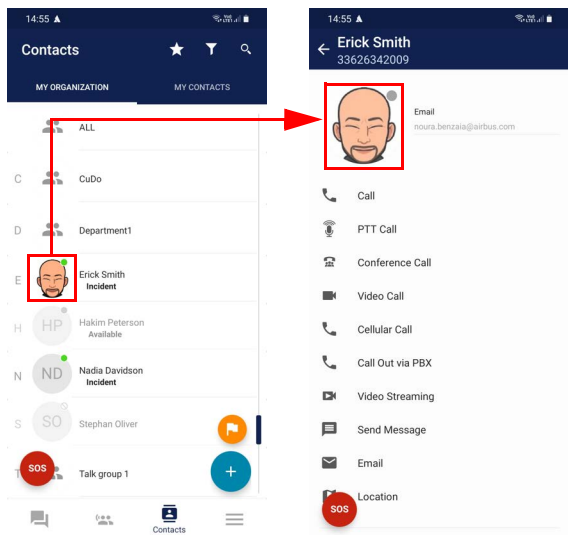 14:55
Contacts
MY ORGANIZATION
MY CONTACTS
ALL
C
CuDo
D
Department1
E
Erick Smith
Incident
H
HP
Hakim Peterson
Available
N
ND
Nadia Davidson
Incident
S
SO
Stephan Oliver
T
SOS
Talk group 1
+
Contacts
14:55
Erick Smith
33626342009
Email
noura.benzaia@airbus.com
Call
PTT Call
Conference Call
Video Call
Cellular Call
Call Out via PBX
Video Streaming
Send Message
Email
Location
SOS